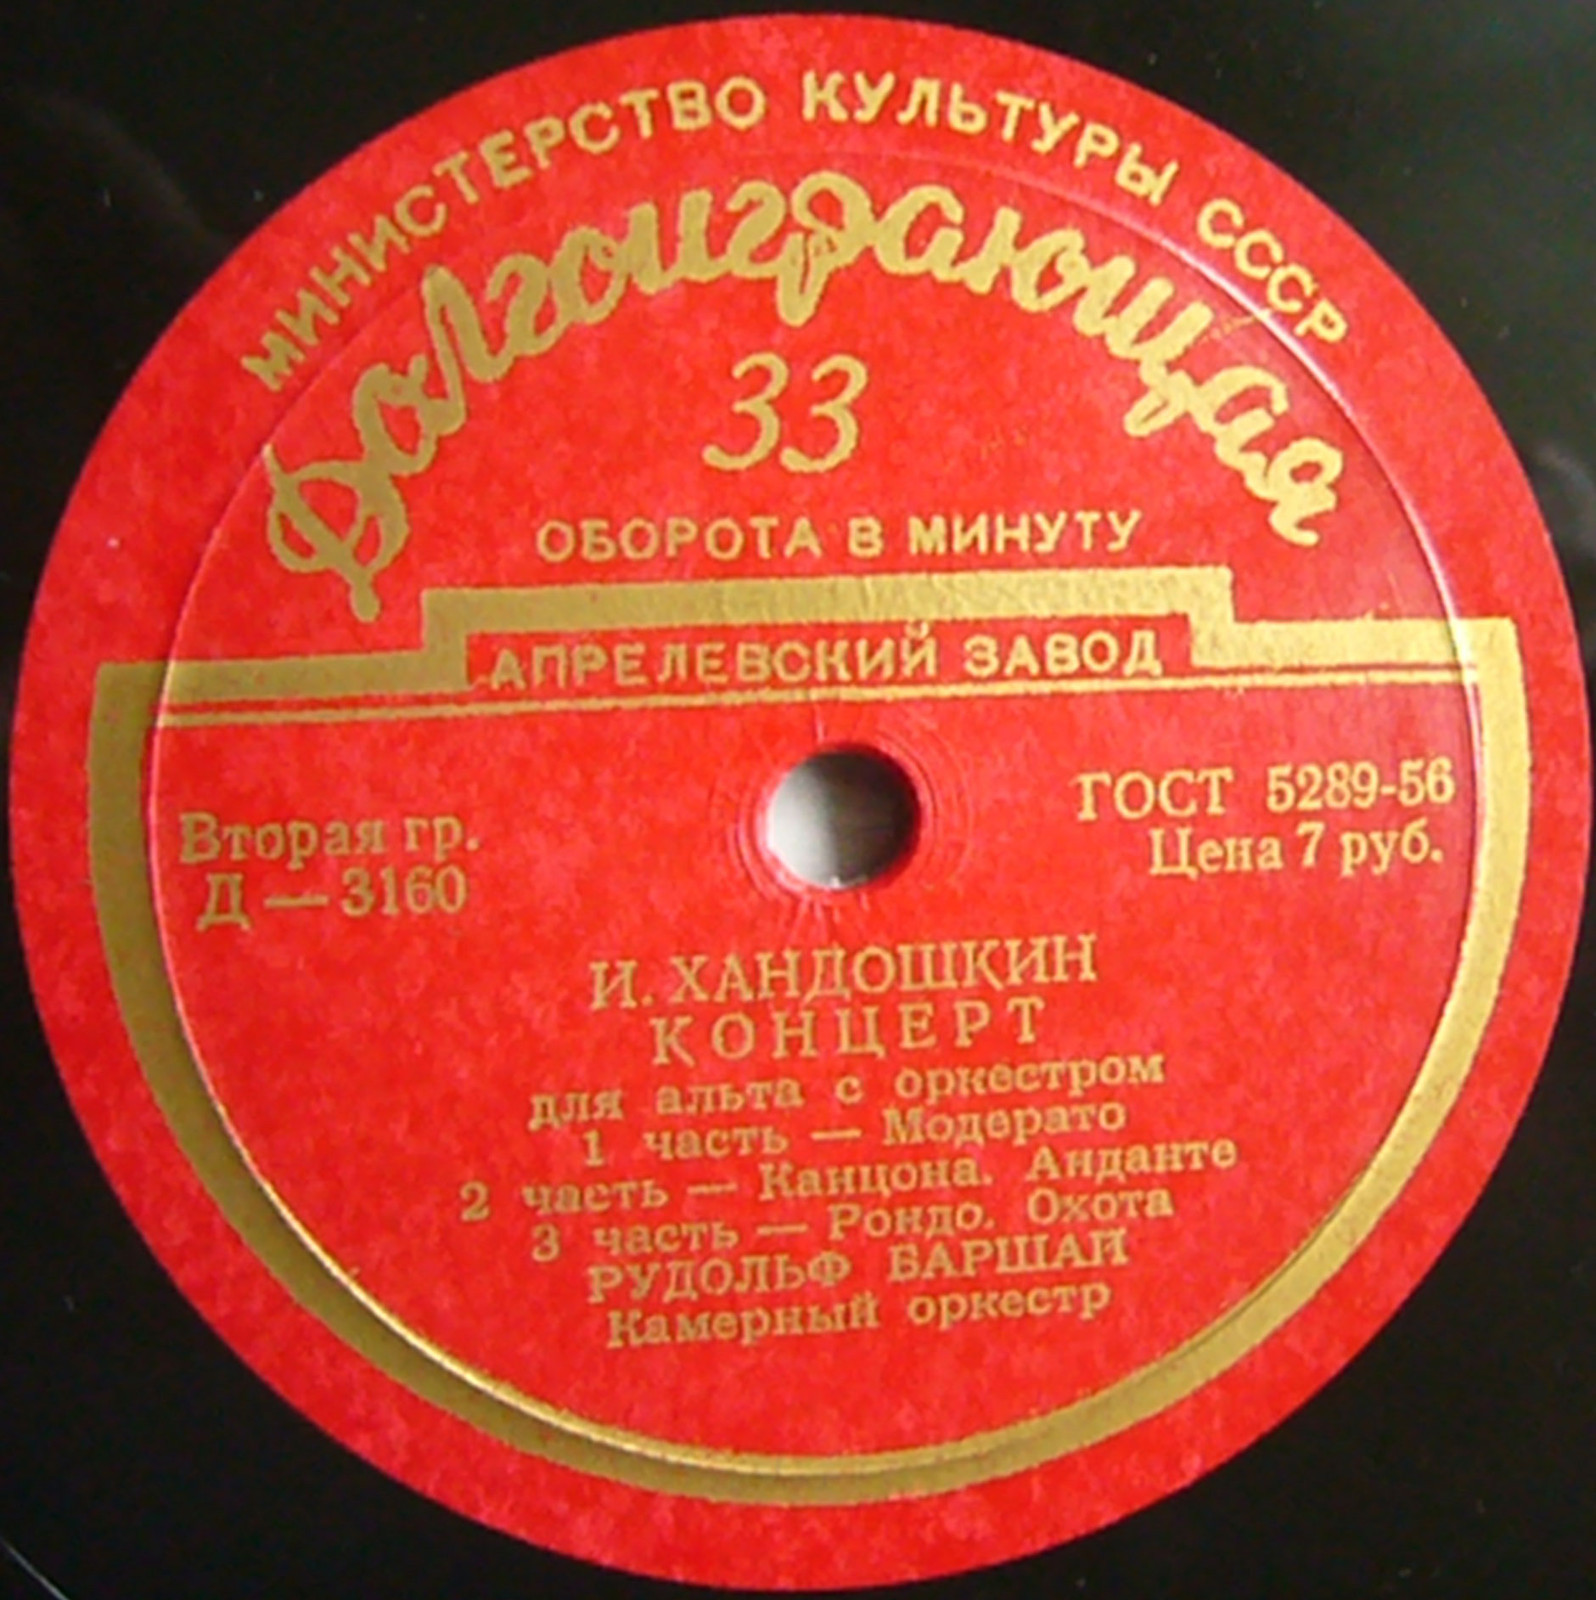 МИНИСТЕРСТВО КУЛЬТУРЫ СССР
Долгоиграющая
33
ОБОРОТА В МИНУТУ
АПРЕЛЕВСКИЙ ЗАВОД
Вторая гр.
Д — 3160
ГОСТ 5289-56
Цена 7 руб.
И. ХАНДОШКИН
КОНЦЕРТ
для альта с оркестром
1 часть — Модерато
2 часть — Канцона. Анданте
3 часть — Рондо. Охота
РУДОЛЬФ БАРШАЙ
Камерный оркестр